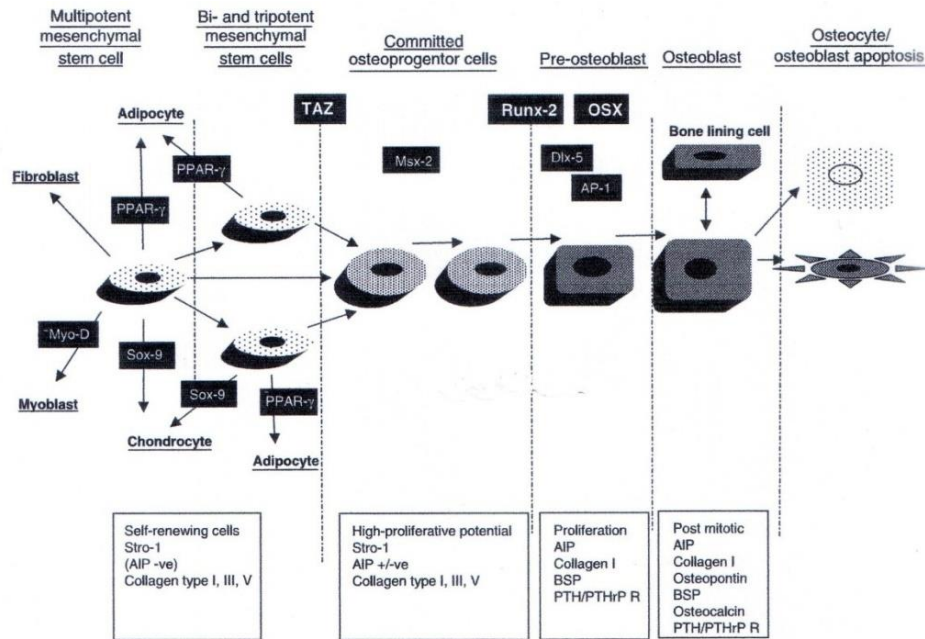 Multipotent
mesenchymal
stem cell
Bi- and tripotent
mesenchymal
stem cells
Committed
osteoprogentor cells
Pre-osteoblast
Osteoblast
Osteocyte/
osteoblast apoptosis
TAZ
Runx-2
OSX
Adipocyte
PPAR-γ
Msx-2
Dlx-5
AP-1
Bone lining cell
Fibroblast
PPAR-γ
Myo-D
Sox-9
Sox-9
PPAR-γ
Myoblast
Chondrocyte
Adipocyte
Self-renewing cells
Stro-1
(AIP -ve)
Collagen type I, III, V
High-proliferative potential
Stro-1
AIP +/-ve
Collagen type I, III, V
Proliferation
AIP
Collagen I
BSP
PTH/PTHrP R
Post mitotic
AIP
Collagen I
Osteopontin
BSP
Osteocalcin
PTH/PTHrP R